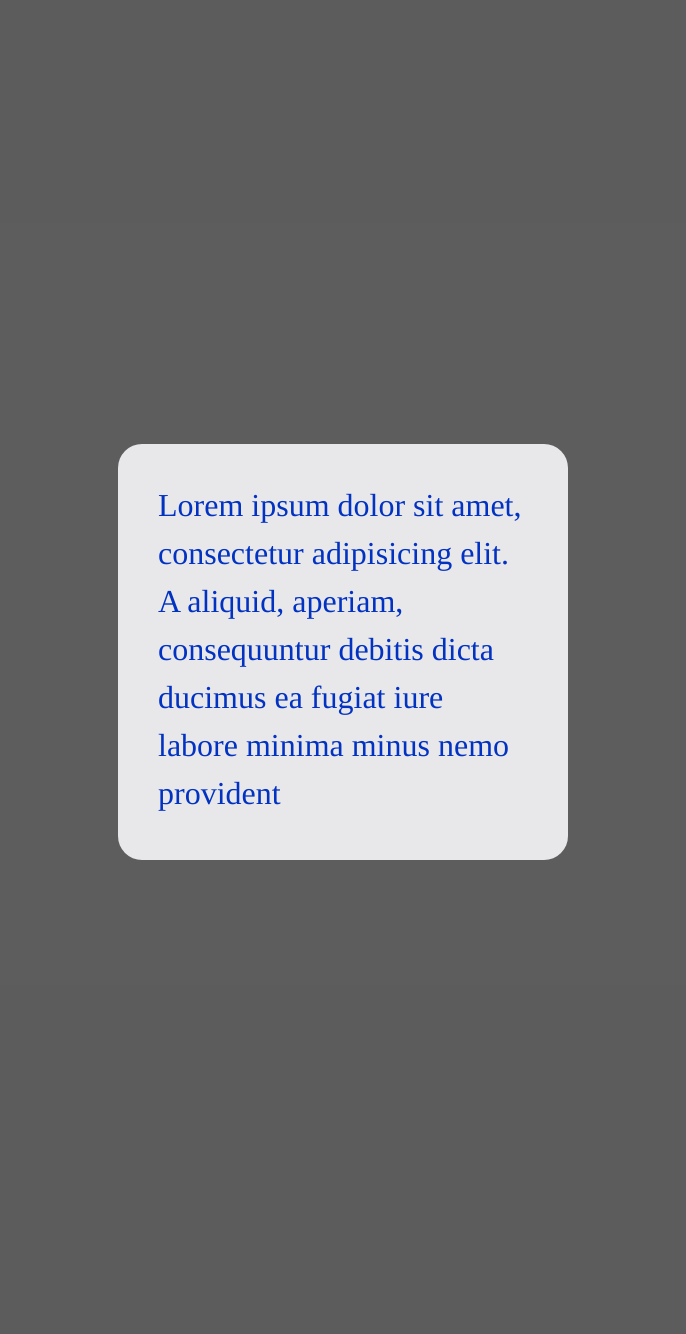 Lorem ipsum dolor sit amet,
consectetur adipisicing elit.
A aliquid, aperiam,
consequuntur debitis dicta
ducimus ea fugiat iure
labore minima minus nemo
provident